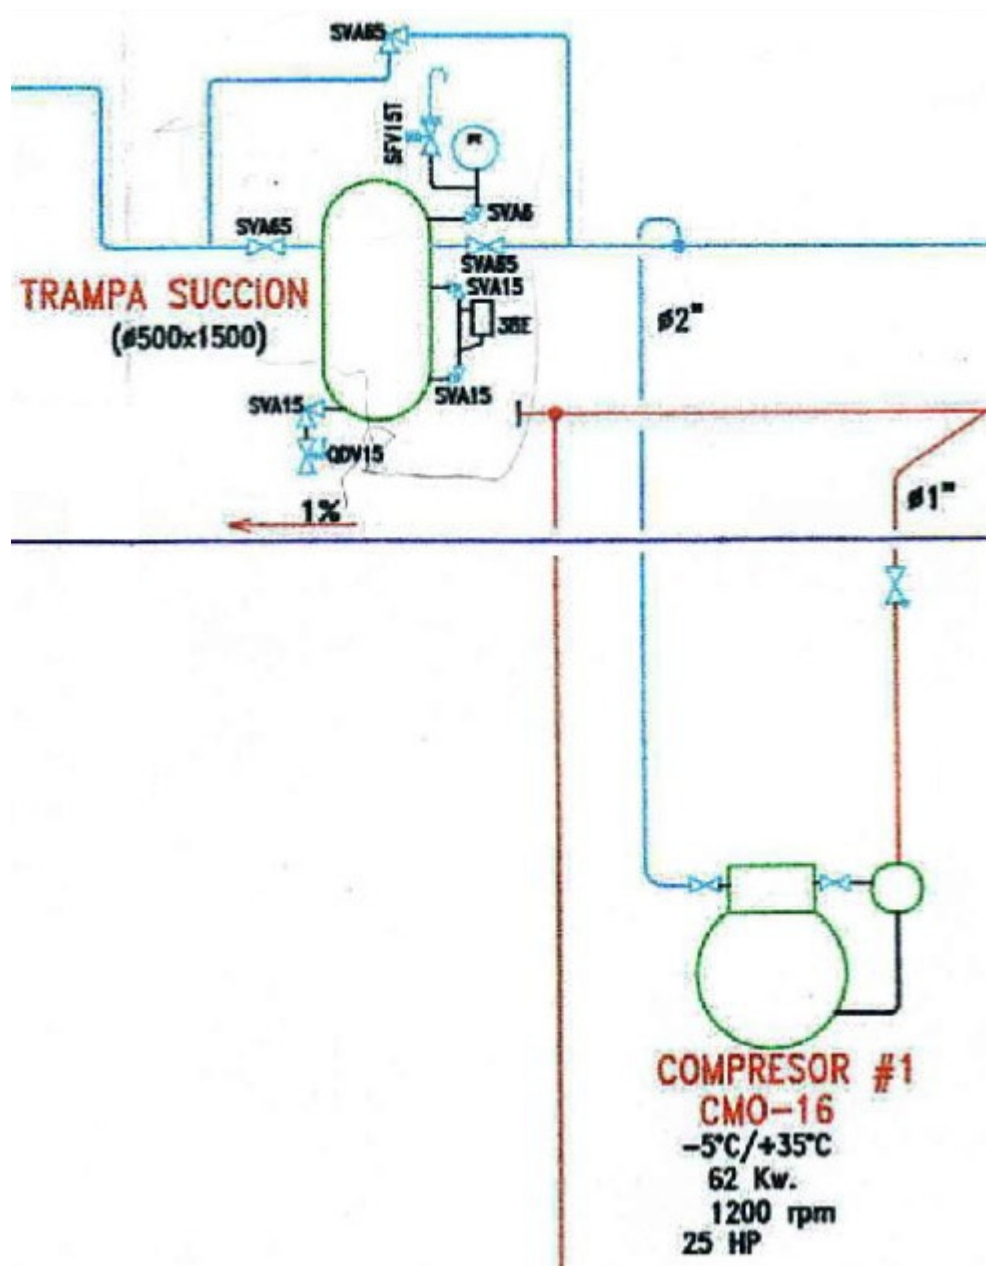 SVA65
SFV15T
SVA6
SVA65
SVA65
TRAMPA SUCCION
(ø500x1500)
SVA15
38E
ø2"
SVA15
SVA15
QDV15
ø1"
1%
COMPRESOR #1
CMO-16
-5°C/+35°C
62 Kw.
1200 rpm
25 HP